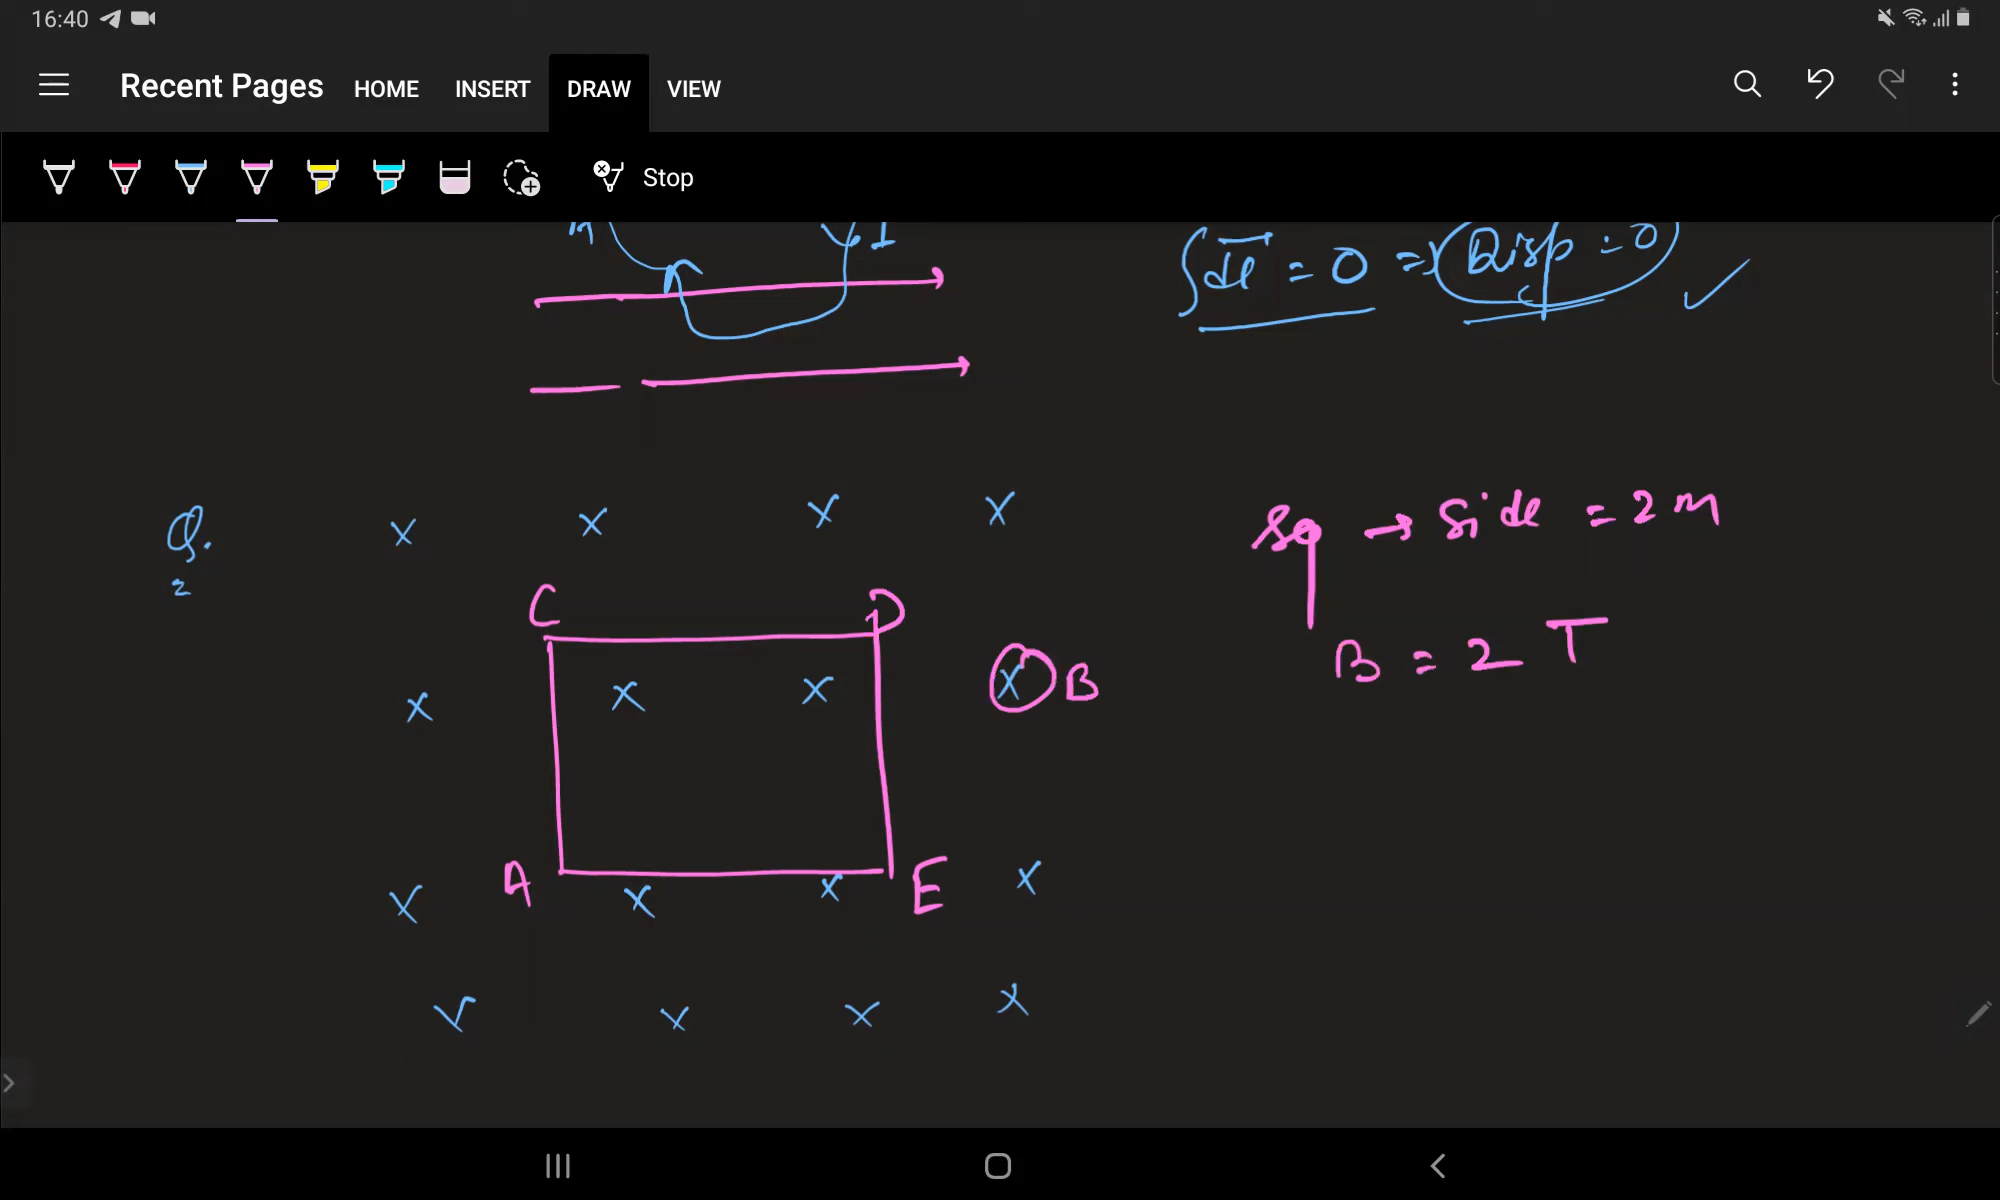 16:40
Recent Pages HOME INSERT DRAW VIEW
Stop
I
∫dl = 0 => Disp = 0
Q.
2
Sq → Side = 2 M
C D
B = 2 T
B
A E